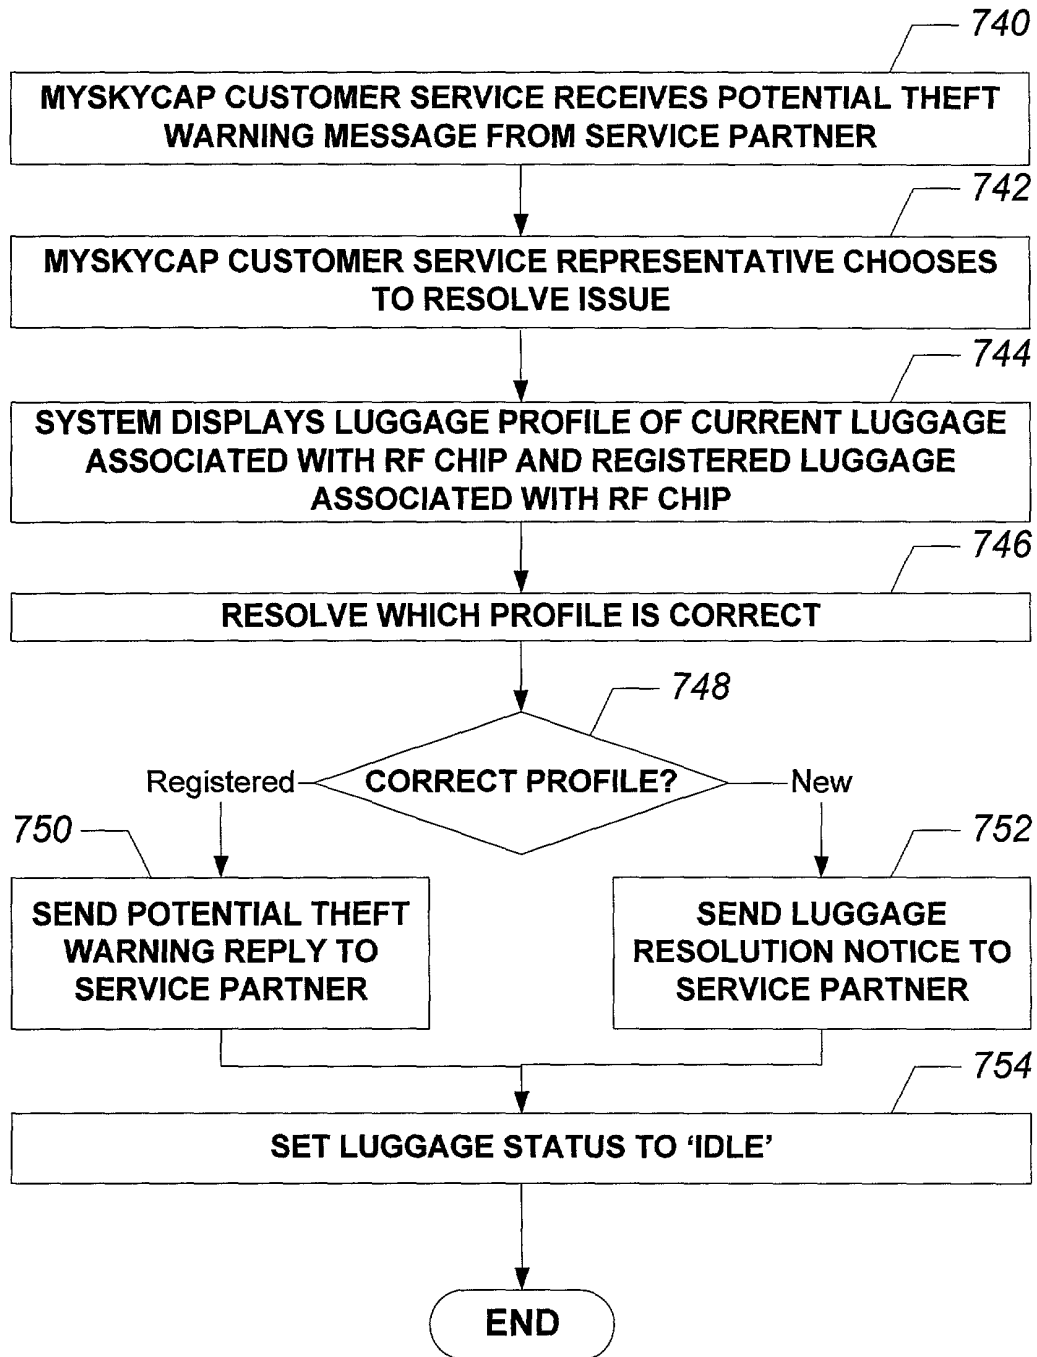 740
MYSKYCAP CUSTOMER SERVICE RECEIVES POTENTIAL THEFT
WARNING MESSAGE FROM SERVICE PARTNER
742
MYSKYCAP CUSTOMER SERVICE REPRESENTATIVE CHOOSES
TO RESOLVE ISSUE
744
SYSTEM DISPLAYS LUGGAGE PROFILE OF CURRENT LUGGAGE
ASSOCIATED WITH RF CHIP AND REGISTERED LUGGAGE
ASSOCIATED WITH RF CHIP
746
RESOLVE WHICH PROFILE IS CORRECT
748
CORRECT PROFILE?
Registered
New
750
SEND POTENTIAL THEFT
WARNING REPLY TO
SERVICE PARTNER
752
SEND LUGGAGE
RESOLUTION NOTICE TO
SERVICE PARTNER
754
SET LUGGAGE STATUS TO ‘IDLE’
END